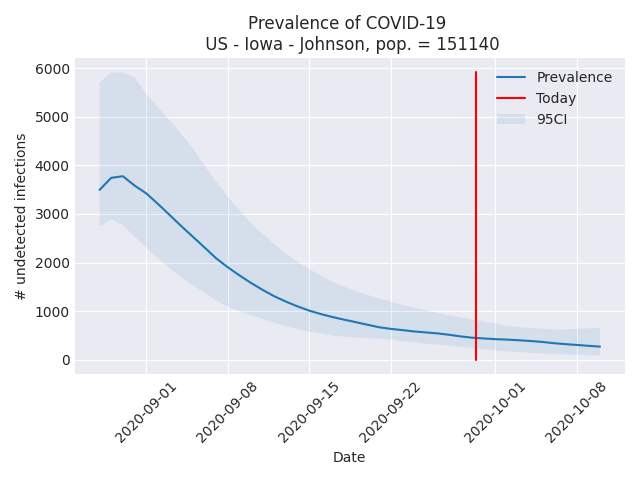 Prevalence of COVID-19
US - Iowa - Johnson, pop. = 151140
Prevalence
Today
95CI
6000
5000
4000
3000
2000
1000
0
# undetected infections
2020-09-01
2020-09-08
2020-09-15
2020-09-22
2020-10-01
2020-10-08
Date